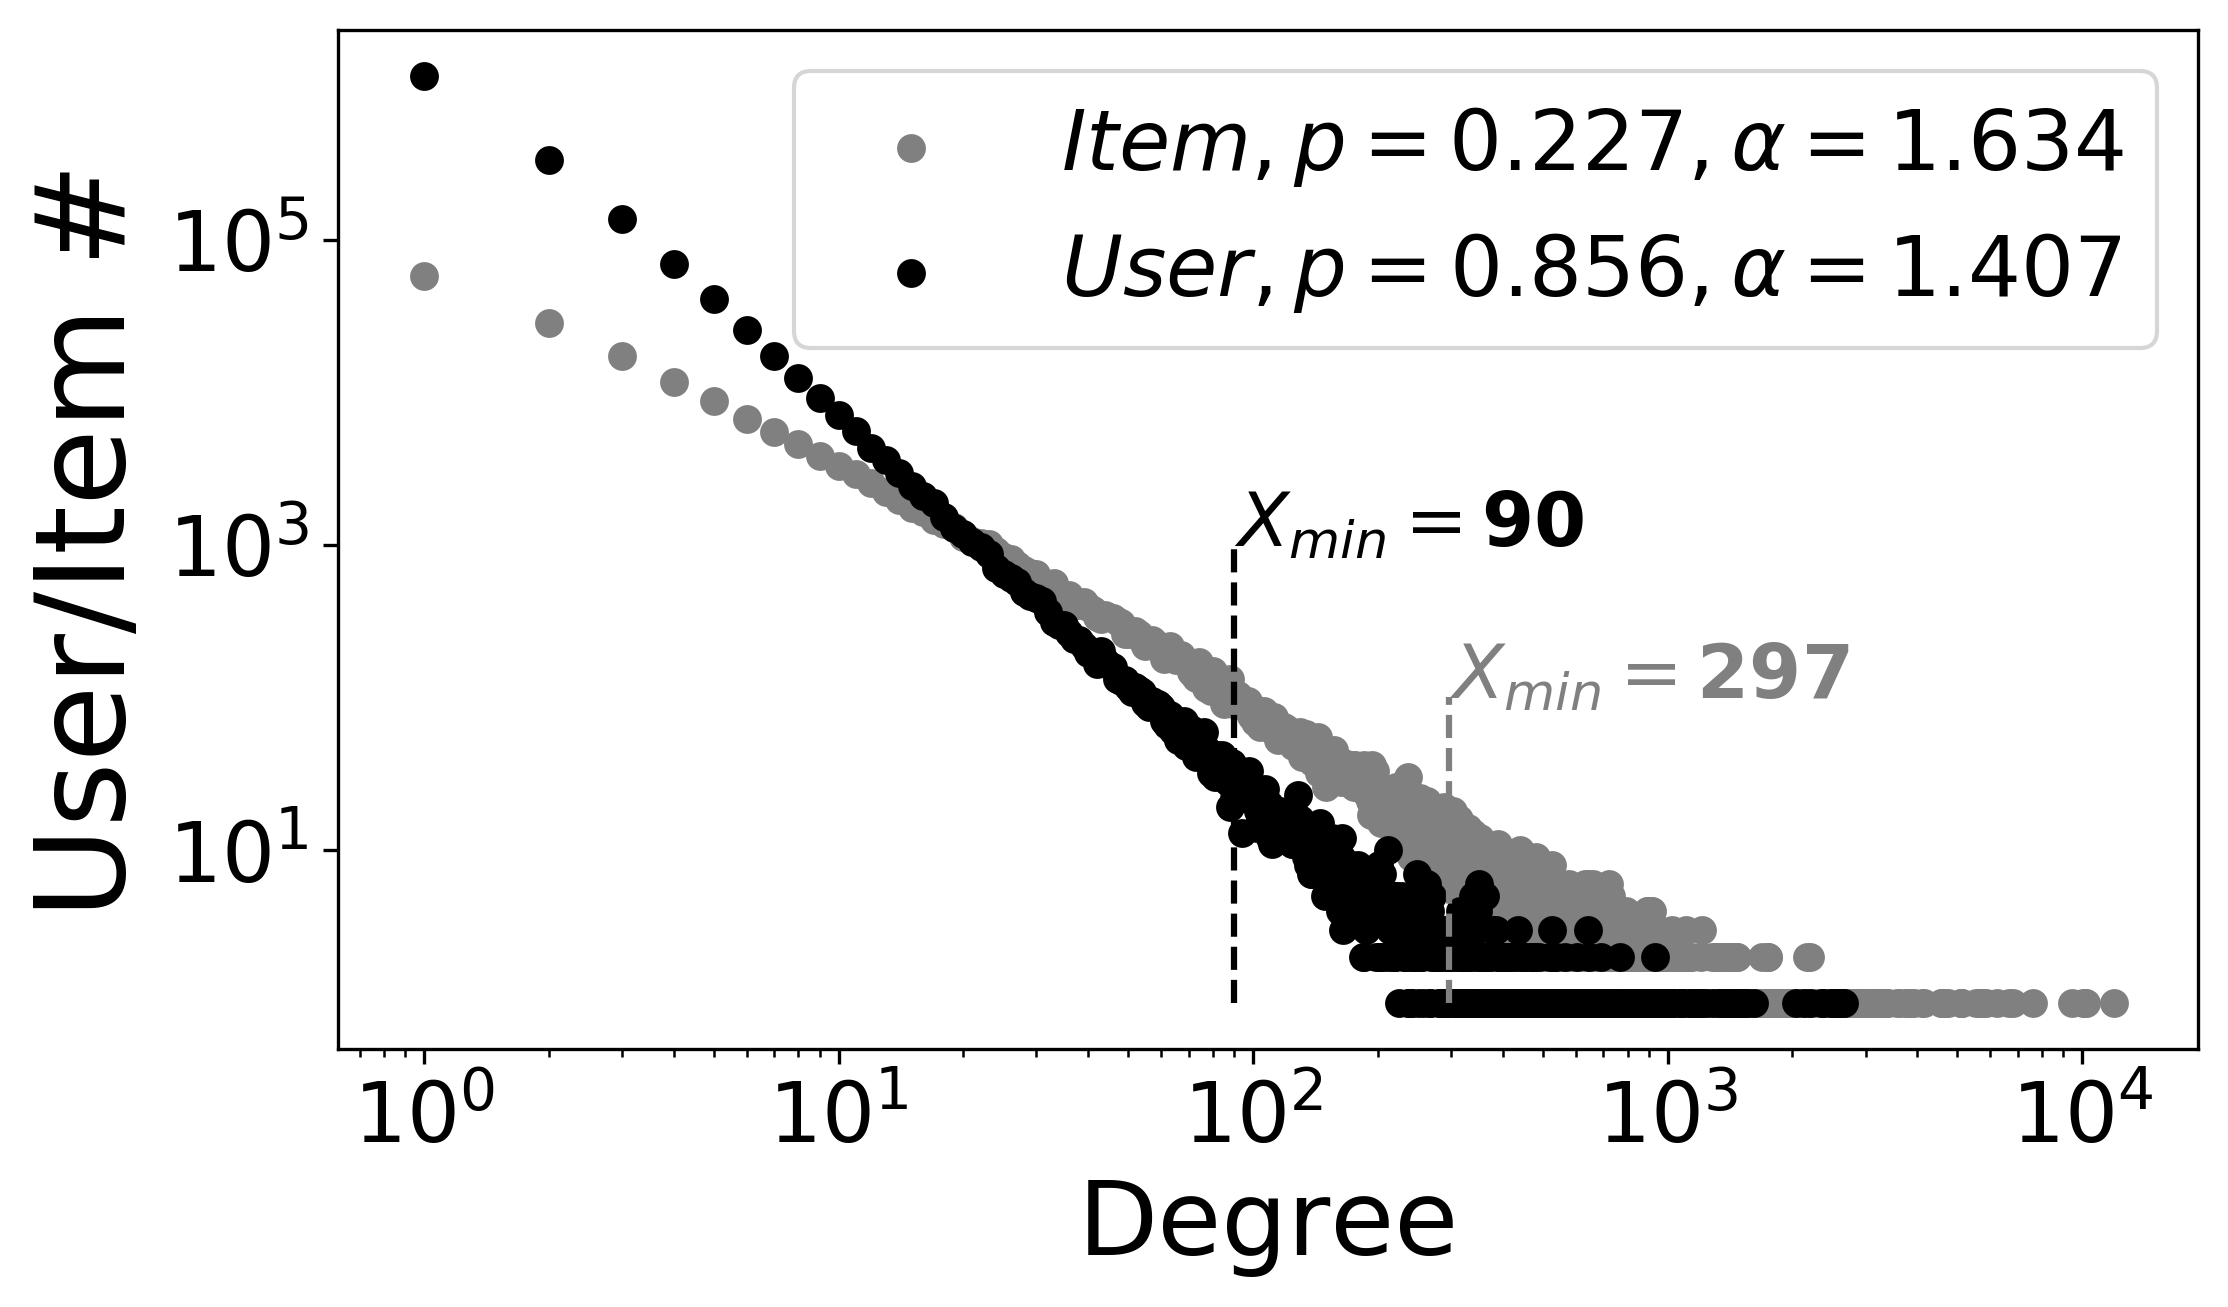 User/Item #
10^5
10^3
10^1
Item, p = 0.227, α = 1.634
User, p = 0.856, α = 1.407
X_min = 90
X_min = 297
10^0 10^1 10^2 10^3 10^4
Degree